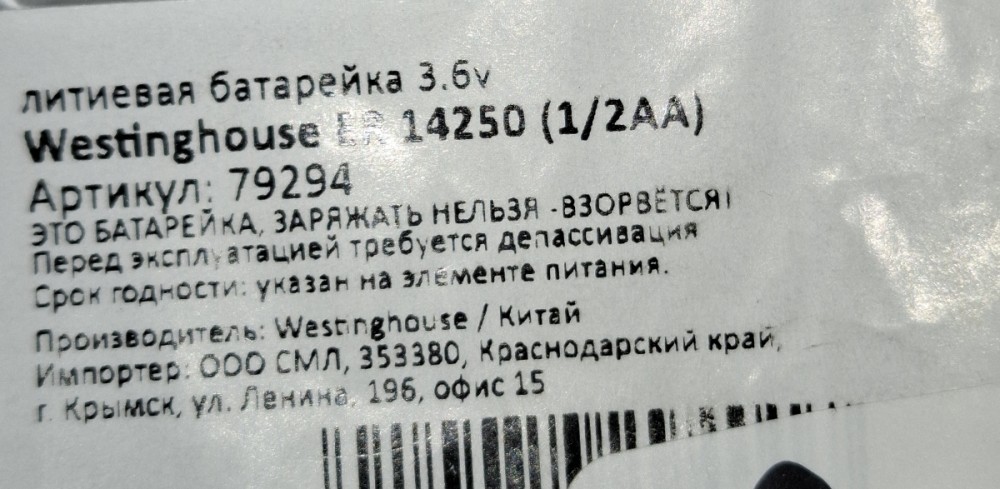 литиевая батарейка 3.6v
Westinghouse ER 14250 (1/2AA)
Артикул: 79294
ЭТО БАТАРЕЙКА, ЗАРЯЖАТЬ НЕЛЬЗЯ -ВЗОРВЁТСЯ!
Перед эксплуатацией требуется депассивация
Срок годности: указан на элементе питания.
Производитель: Westinghouse / Китай
Импортер: ООО СМЛ, 353380, Краснодарский край,
г. Крымск, ул. Ленина, 196, офис 15